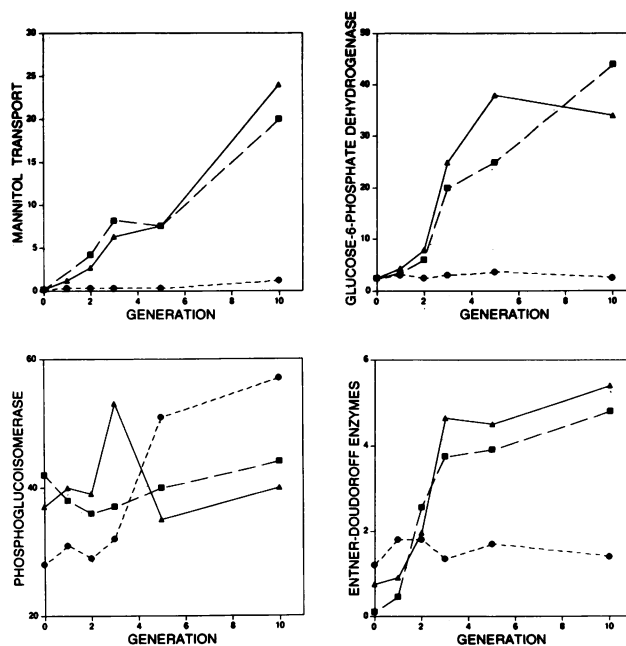 MANNITOL TRANSPORT
30
25
20
15
10
5
0
0 2 4 6 8 10
GENERATION
GLUCOSE-6-PHOSPHATE DEHYDROGENASE
50
40
30
20
10
0
0 2 4 6 8 10
GENERATION
PHOSPHOGLUCOISOMERASE
60
40
20
0 2 4 6 8 10
GENERATION
ENTNER-DOUDOROFF ENZYMES
6
4
2
0
0 2 4 6 8 10
GENERATION